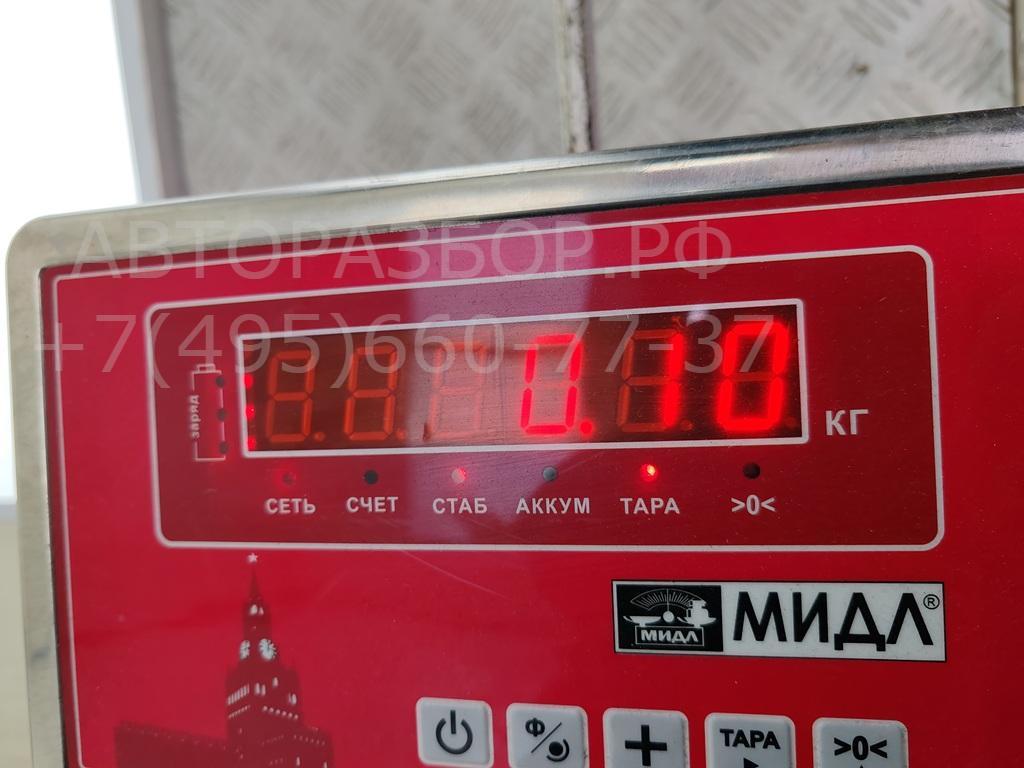 АВТОРАЗБОР.РФ
+7(495)660-77-37
заряд
0.10
КГ
СЕТЬ СЧЕТ СТАБ АККУМ ТАРА >0<
МИДЛ МИДЛ®
Ф ТАРА >0<